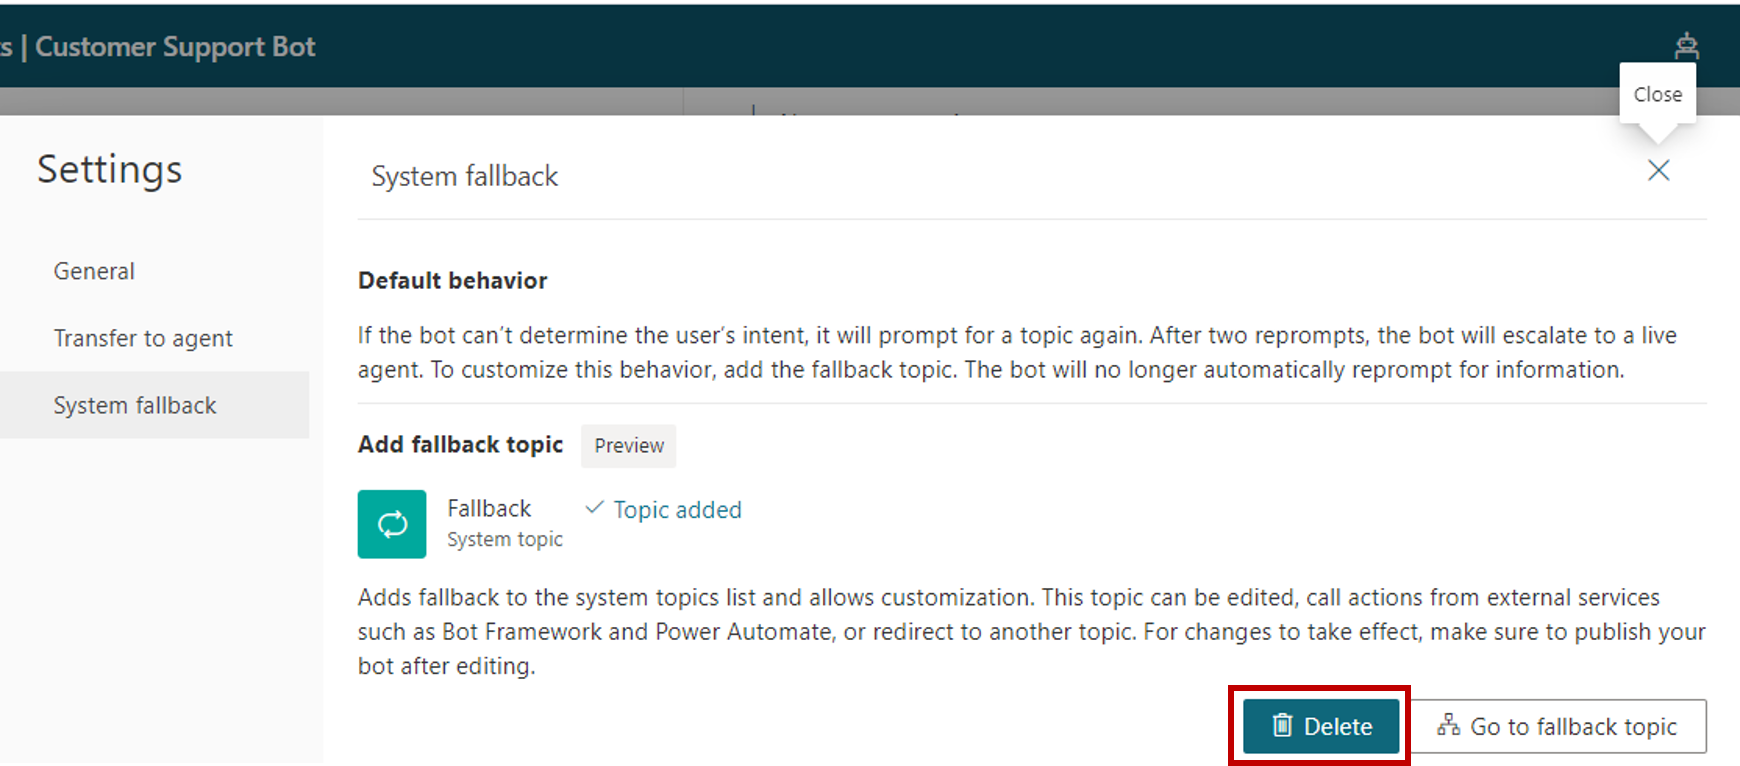 s | Customer Support Bot
Close
Settings
System fallback
General
Transfer to agent
System fallback
Default behavior
If the bot can't determine the user's intent, it will prompt for a topic again. After two reprompts, the bot will escalate to a live
agent. To customize this behavior, add the fallback topic. The bot will no longer automatically reprompt for information.
Add fallback topic Preview
Fallback Topic added
System topic
Adds fallback to the system topics list and allows customization. This topic can be edited, call actions from external services
such as Bot Framework and Power Automate, or redirect to another topic. For changes to take effect, make sure to publish your
bot after editing.
Delete Go to fallback topic